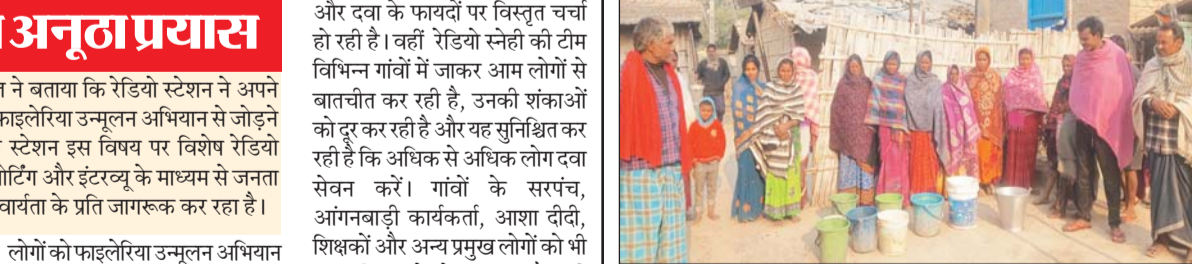 अनूठा प्रयास
ने बताया कि रेडियो स्टेशन ने अपने
फाइलेरिया उन्मूलन अभियान से जोड़ने
स्टेशन इस विषय पर विशेष रेडियो
और इंटरव्यू के माध्यम से जनता
के प्रति जागरूक कर रहा है।
लोगों को फाइलेरिया उन्मूलन अभियान
और दवा के फायदों पर विस्तृत चर्चा
हो रही है। वहीं रेडियो स्नेही की टीम
विभिन्न गांवों में जाकर आम लोगों से
बातचीत कर रही है, उनकी शंकाओं
को दूर कर रही है और यह सुनिश्चित कर
रही है कि अधिक से अधिक लोग दवा
सेवन करें। गांवों के सरपंच,
आंगनबाड़ी कार्यकर्ता, आशा दीदी,
शिक्षकों और अन्य प्रमुख लोगों को भी